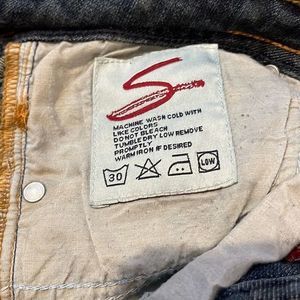 S
MACHINE WASH COLD WITH
LIKE COLORS
DO NOT BLEACH
TUMBLE DRY LOW REMOVE
PROMPTLY
WARM IRON IF DESIRED
30
LOW